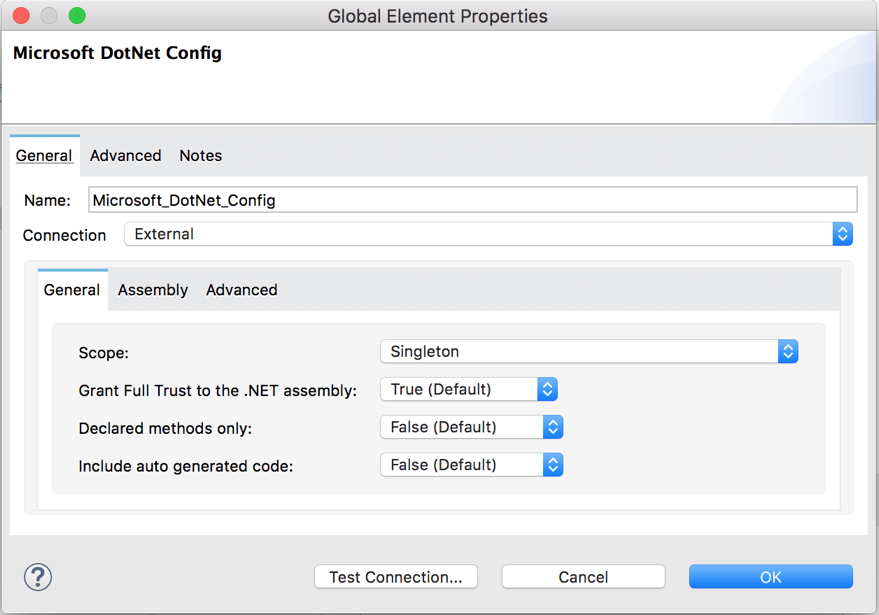 Global Element Properties
Microsoft DotNet Config
General Advanced Notes
Name: Microsoft_DotNet_Config
Connection External
General Assembly Advanced
Scope: Singleton
Grant Full Trust to the .NET assembly: True (Default)
Declared methods only: False (Default)
Include auto generated code: False (Default)
? Test Connection... Cancel OK